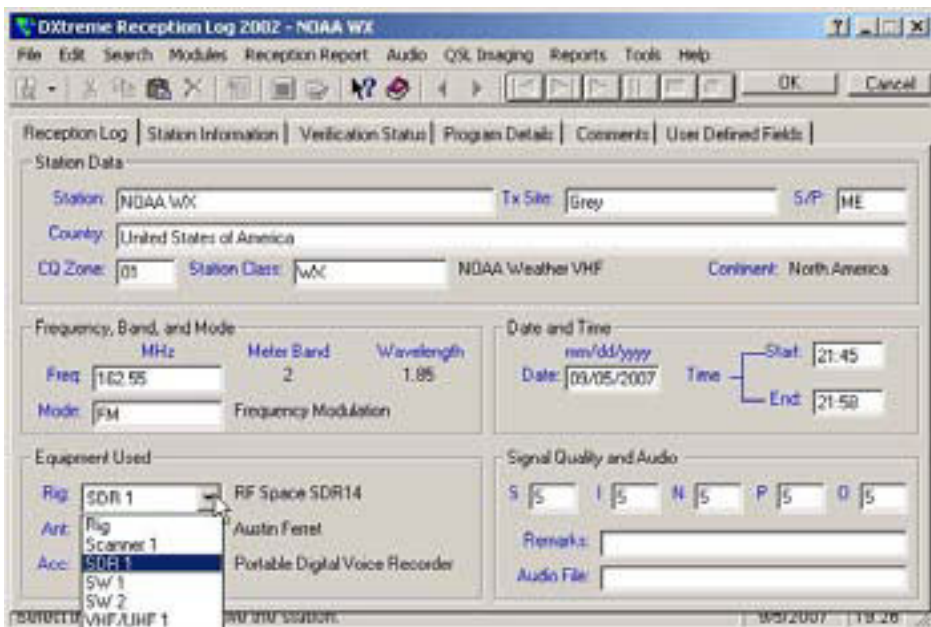 DXtreme Reception Log 2002 - NOAA WX
File Edit Search Modules Reception Report Audio QSL Imaging Reports Tools Help
OK Cancel
Reception Log Station Information Verification Status Program Details Comments User Defined Fields
Station Data
Station: NOAA WX Tx Site: Grey S/P: ME
Country: United States of America
CQ Zone: 01 Station Class: WX NOAA Weather VHF Continent: North America
Frequency, Band, and Mode Date and Time
MHz Meter Band Wavelength mm/dd/yyyy Start: 21:45
Freq: 162.55 2 1.85 Date: 09/05/2007 Time
Mode: FM Frequency Modulation End: 21:58
Equipment Used Signal Quality and Audio
Rig: SDR 1 RF Space SDR14 S 5 I 5 N 5 P 5 O 5
Ant: Rig Austin Ferret
Scanner 1 Remarks:
Acc: SDR 1 Portable Digital Voice Recorder
SW 1 Audio File:
SW 2
VHF/UHF 1 the station. 9/5/2007 19:26